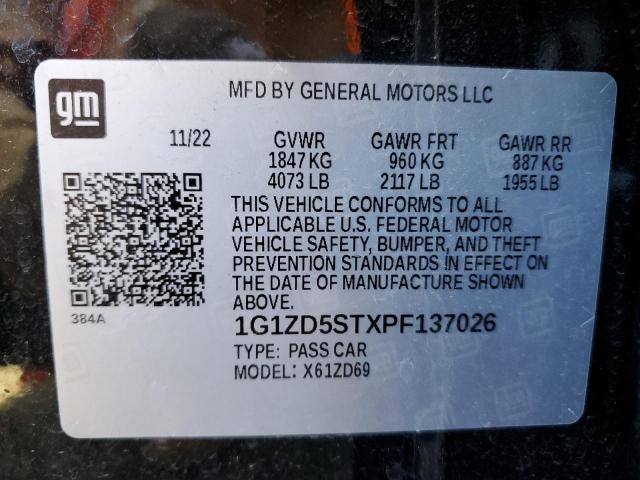 gm
MFD BY GENERAL MOTORS LLC
11/22 GVWR GAWR FRT GAWR RR
1847 KG 960 KG 887 KG
4073 LB 2117 LB 1955 LB
THIS VEHICLE CONFORMS TO ALL
APPLICABLE U.S. FEDERAL MOTOR
VEHICLE SAFETY, BUMPER, AND THEFT
PREVENTION STANDARDS IN EFFECT ON
THE DATE OF MANUFACTURE SHOWN
ABOVE.
384A
1G1ZD5STXPF137026
TYPE: PASS CAR
MODEL: X61ZD69